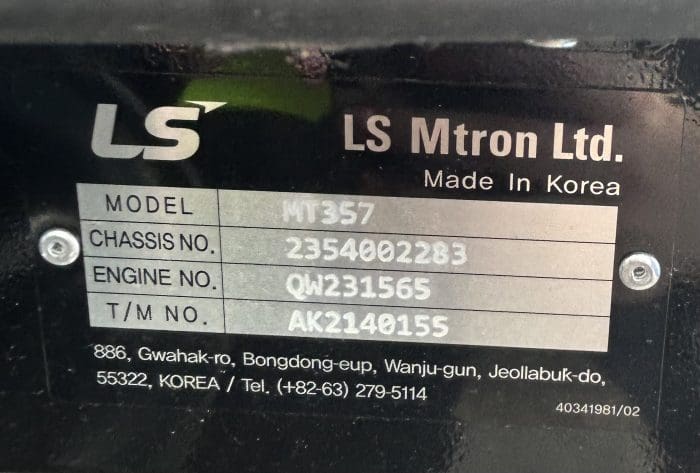 LS LS Mtron Ltd.
Made In Korea
MODEL MT357
CHASSIS NO. 2354002283
ENGINE NO. QW231565
T/M NO. AK2140155
886, Gwahak-ro, Bongdong-eup, Wanju-gun, Jeollabuk-do,
55322, KOREA / Tel. (+82-63) 279-5114
40341981/02